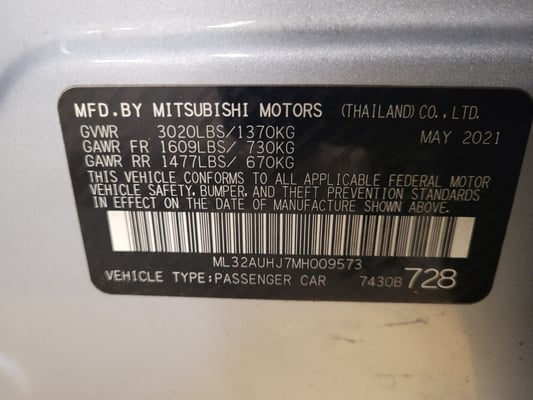 MFD.BY MITSUBISHI MOTORS (THAILAND)CO.,LTD.
GVWR 3020LBS/1370KG MAY 2021
GAWR FR 1609LBS/ 730KG
GAWR RR 1477LBS/ 670KG
THIS VEHICLE CONFORMS TO ALL APPLICABLE FEDERAL MOTOR
VEHICLE SAFETY, BUMPER, AND THEFT PREVENTION STANDARDS
IN EFFECT ON THE DATE OF MANUFACTURE SHOWN ABOVE.
ML32AUHJ7MH009573
VEHICLE TYPE:PASSENGER CAR 7430B 728